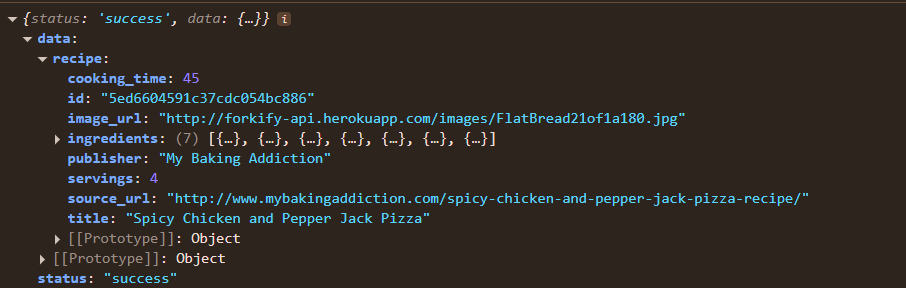 {status: 'success', data: {…}} i
data:
recipe:
cooking_time: 45
id: "5ed6604591c37cdc054bc886"
image_url: "http://forkify-api.herokuapp.com/images/FlatBread21of1a180.jpg"
ingredients: (7) [{…}, {…}, {…}, {…}, {…}, {…}, {…}]
publisher: "My Baking Addiction"
servings: 4
source_url: "http://www.mybakingaddiction.com/spicy-chicken-and-pepper-jack-pizza-recipe/"
title: "Spicy Chicken and Pepper Jack Pizza"
[[Prototype]]: Object
[[Prototype]]: Object
status: "success"